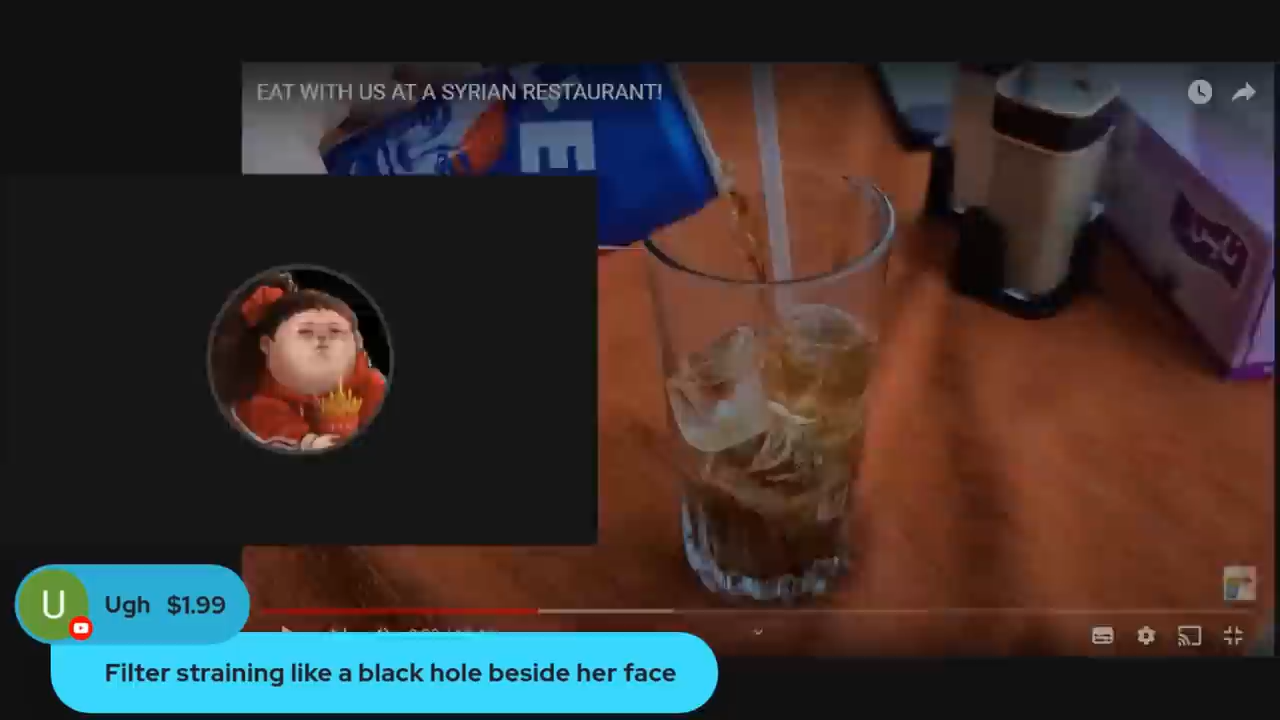 EAT WITH US AT A SYRIAN RESTAURANT!
E
U
Ugh $1.99
Filter straining like a black hole beside her face